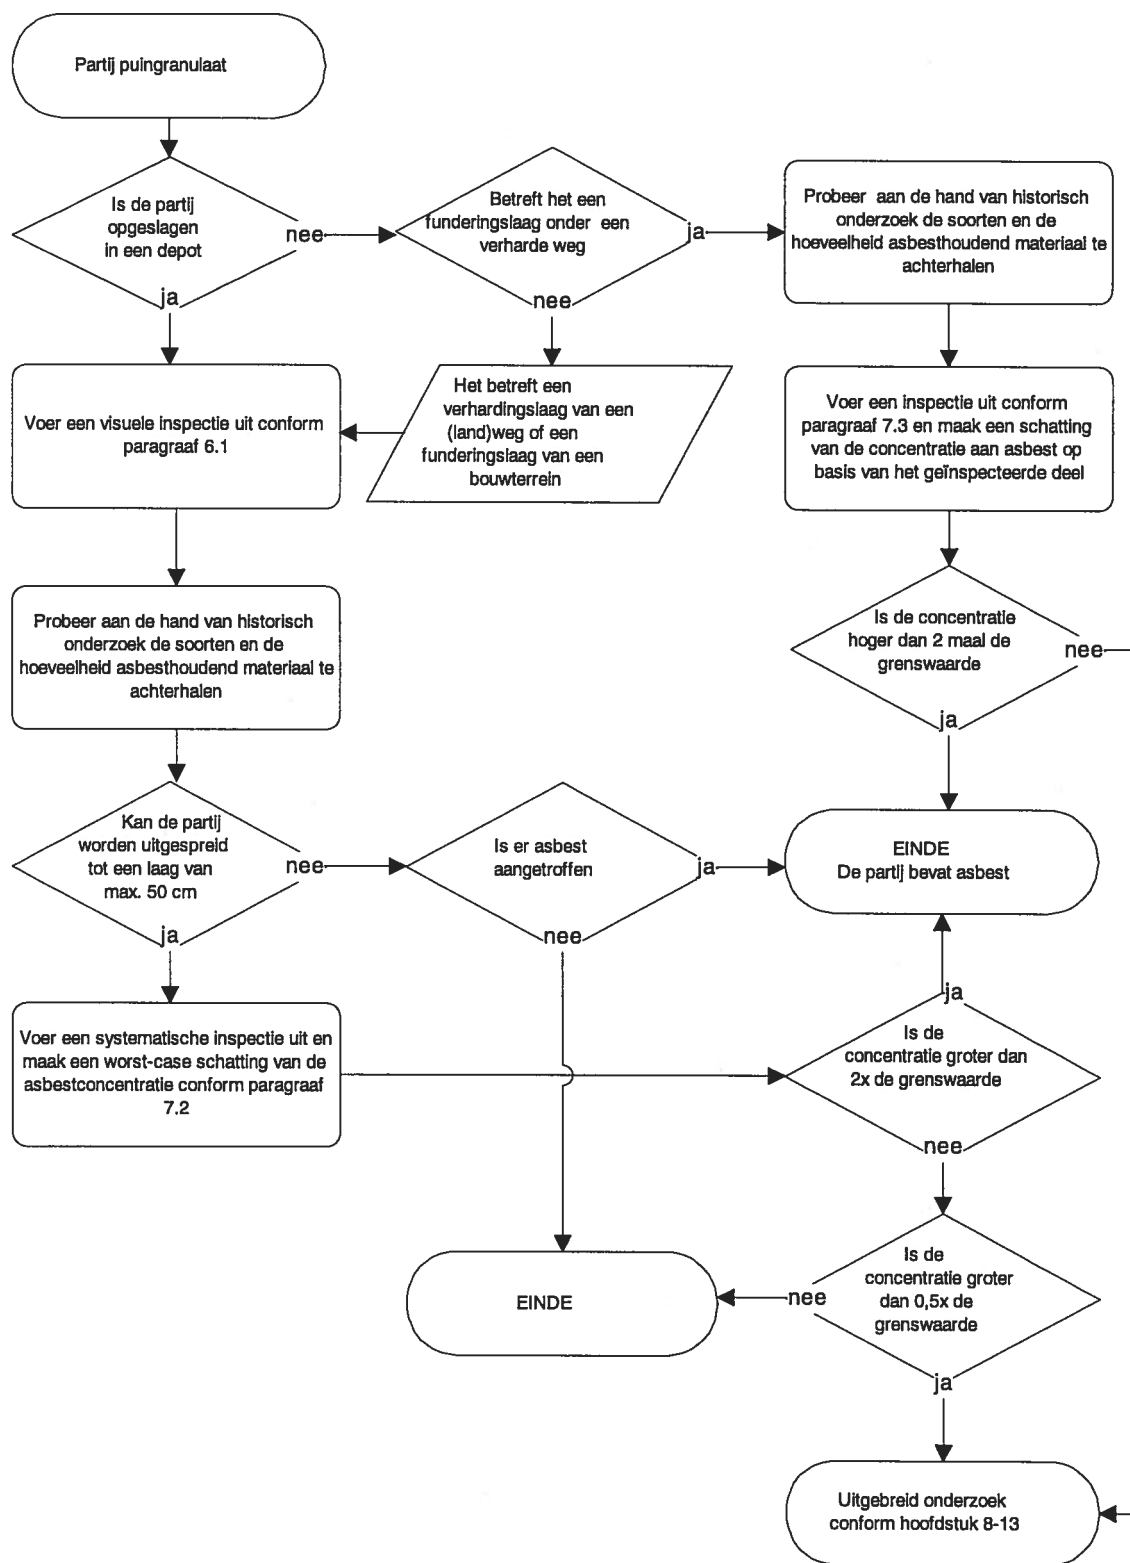 Partij puingranulaat
Is de partij
opgeslagen
in een depot
nee
ja
Betreft het een
funderingslaag onder een
verharde weg
ja
nee
Probeer aan de hand van historisch
onderzoek de soorten en de
hoeveelheid asbesthoudend materiaal te
achterhalen
Voer een visuele inspectie uit conform
paragraaf 6.1
Het betreft een
verhardingslaag van een
(land)weg of een
funderingslaag van een
bouwterrein
Voer een inspectie uit conform
paragraaf 7.3 en maak een schatting
van de concentratie aan asbest op
basis van het geïnspecteerde deel
Probeer aan de hand van historisch
onderzoek de soorten en de
hoeveelheid asbesthoudend materiaal te
achterhalen
Is de concentratie
hoger dan 2 maal de
grenswaarde
nee
ja
Kan de partij
worden uitgespreid
tot een laag van
max. 50 cm
nee
ja
Is er asbest
aangetroffen
ja
nee
EINDE
De partij bevat asbest
Voer een systematische inspectie uit en
maak een worst-case schatting van de
asbestconcentratie conform paragraaf
7.2
ja
Is de
concentratie groter dan
2x de grenswaarde
nee
EINDE
nee
Is de
concentratie groter
dan 0,5x de
grenswaarde
ja
Uitgebreid onderzoek
conform hoofdstuk 8-13